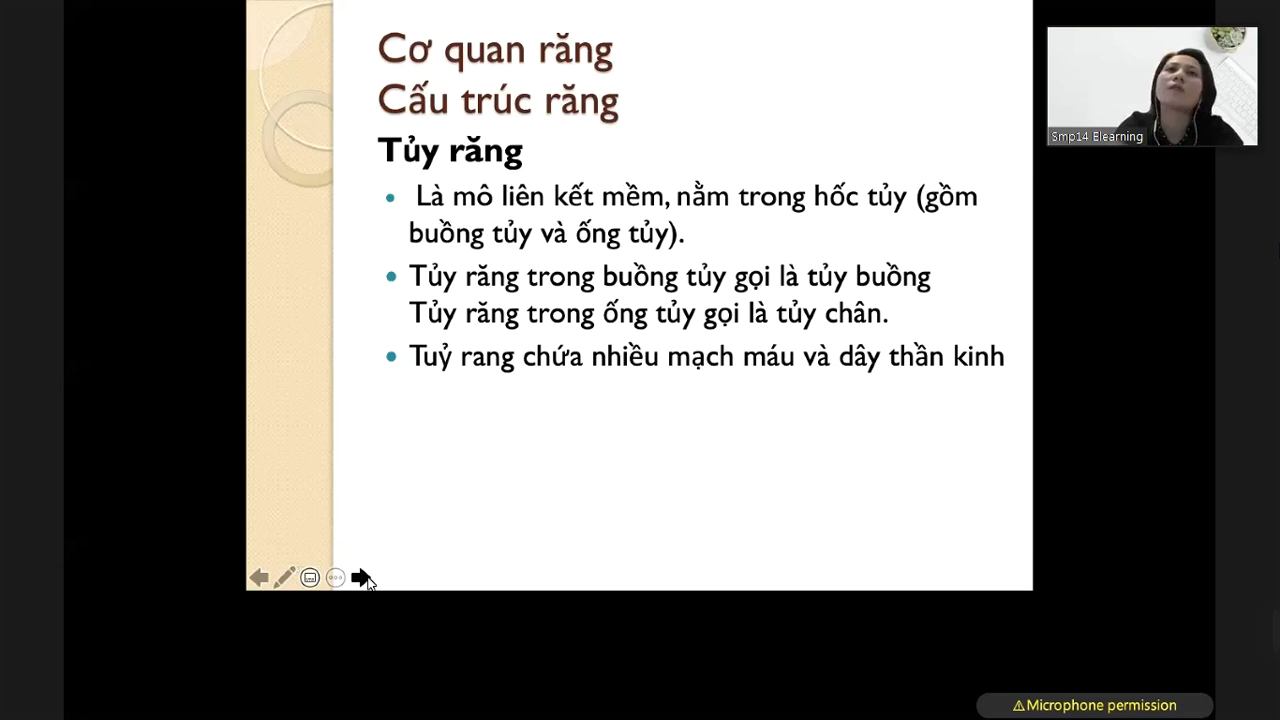 Cơ quan răng
Cấu trúc răng
Tủy răng
Là mô liên kết mềm, nằm trong hốc tủy (gồm
buồng tủy và ống tủy).
Tủy răng trong buồng tủy gọi là tủy buồng
Tủy răng trong ống tủy gọi là tủy chân.
Tuỷ rang chứa nhiều mạch máu và dây thần kinh
Smp14 Elearning
⚠Microphone permission